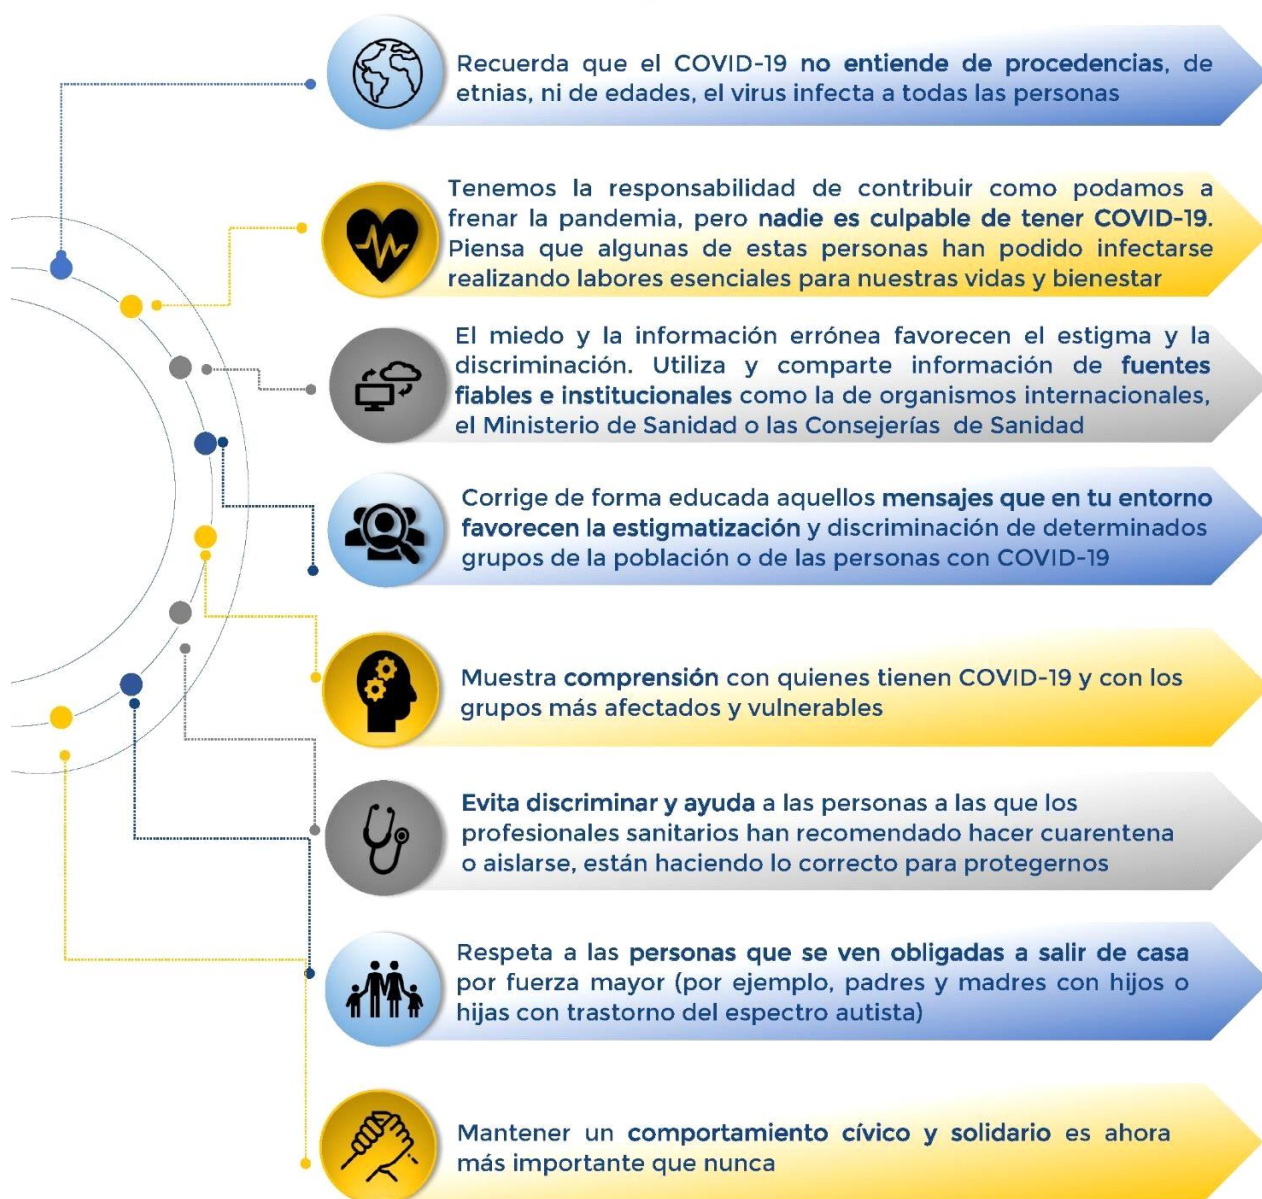 Recuerda que el COVID-19 no entiende de procedencias, de
etnias, ni de edades, el virus infecta a todas las personas
Tenemos la responsabilidad de contribuir como podamos a
frenar la pandemia, pero nadie es culpable de tener COVID-19.
Piensa que algunas de estas personas han podido infectarse
realizando labores esenciales para nuestras vidas y bienestar
El miedo y la información errónea favorecen el estigma y la
discriminación. Utiliza y comparte información de fuentes
fiables e institucionales como la de organismos internacionales,
el Ministerio de Sanidad o las Consejerías de Sanidad
Corrige de forma educada aquellos mensajes que en tu entorno
favorecen la estigmatización y discriminación de determinados
grupos de la población o de las personas con COVID-19
Muestra comprensión con quienes tienen COVID-19 y con los
grupos más afectados y vulnerables
Evita discriminar y ayuda a las personas a las que los
profesionales sanitarios han recomendado hacer cuarentena
o aislarse, están haciendo lo correcto para protegernos
Respeta a las personas que se ven obligadas a salir de casa
por fuerza mayor (por ejemplo, padres y madres con hijos o
hijas con trastorno del espectro autista)
Mantener un comportamiento cívico y solidario es ahora
más importante que nunca